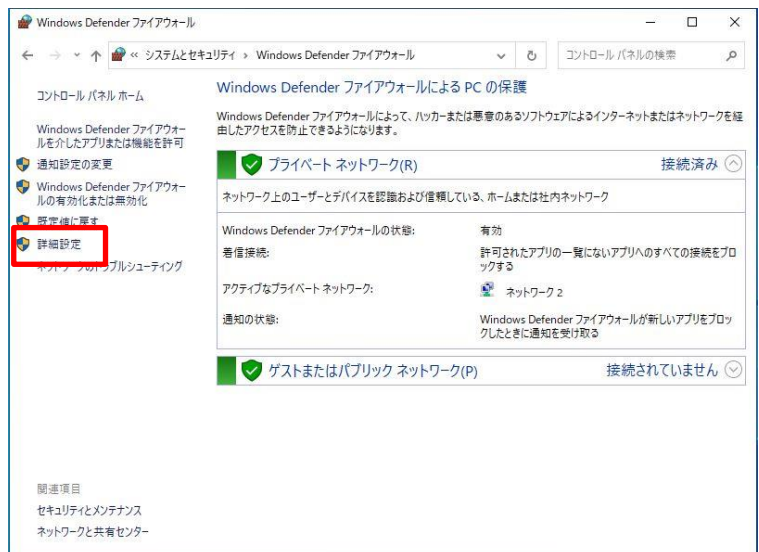 Windows Defender ファイアウォール
« システムとセキュリティ › Windows Defender ファイアウォール
コントロール パネルの検索
コントロール パネル ホーム
Windows Defender ファイアウォー
ルを介したアプリまたは機能を許可
通知設定の変更
Windows Defender ファイアウォー
ルの有効化または無効化
既定値に戻す
詳細設定
ネットワークのトラブルシューティング
Windows Defender ファイアウォールによる PC の保護
Windows Defender ファイアウォールによって、ハッカーまたは悪意のあるソフトウェアによるインターネットまたはネットワークを経
由したアクセスを防止できるようになります。
プライベート ネットワーク(R)
接続済み
ネットワーク上のユーザーとデバイスを認識および信頼している、ホームまたは社内ネットワーク
Windows Defender ファイアウォールの状態:
有効
着信接続:
許可されたアプリの一覧にないアプリへのすべての接続をブロ
ックする
アクティブなプライベート ネットワーク:
ネットワーク 2
通知の状態:
Windows Defender ファイアウォールが新しいアプリをブロッ
クしたときに通知を受け取る
ゲストまたはパブリック ネットワーク(P)
接続されていません
関連項目
セキュリティとメンテナンス
ネットワークと共有センター